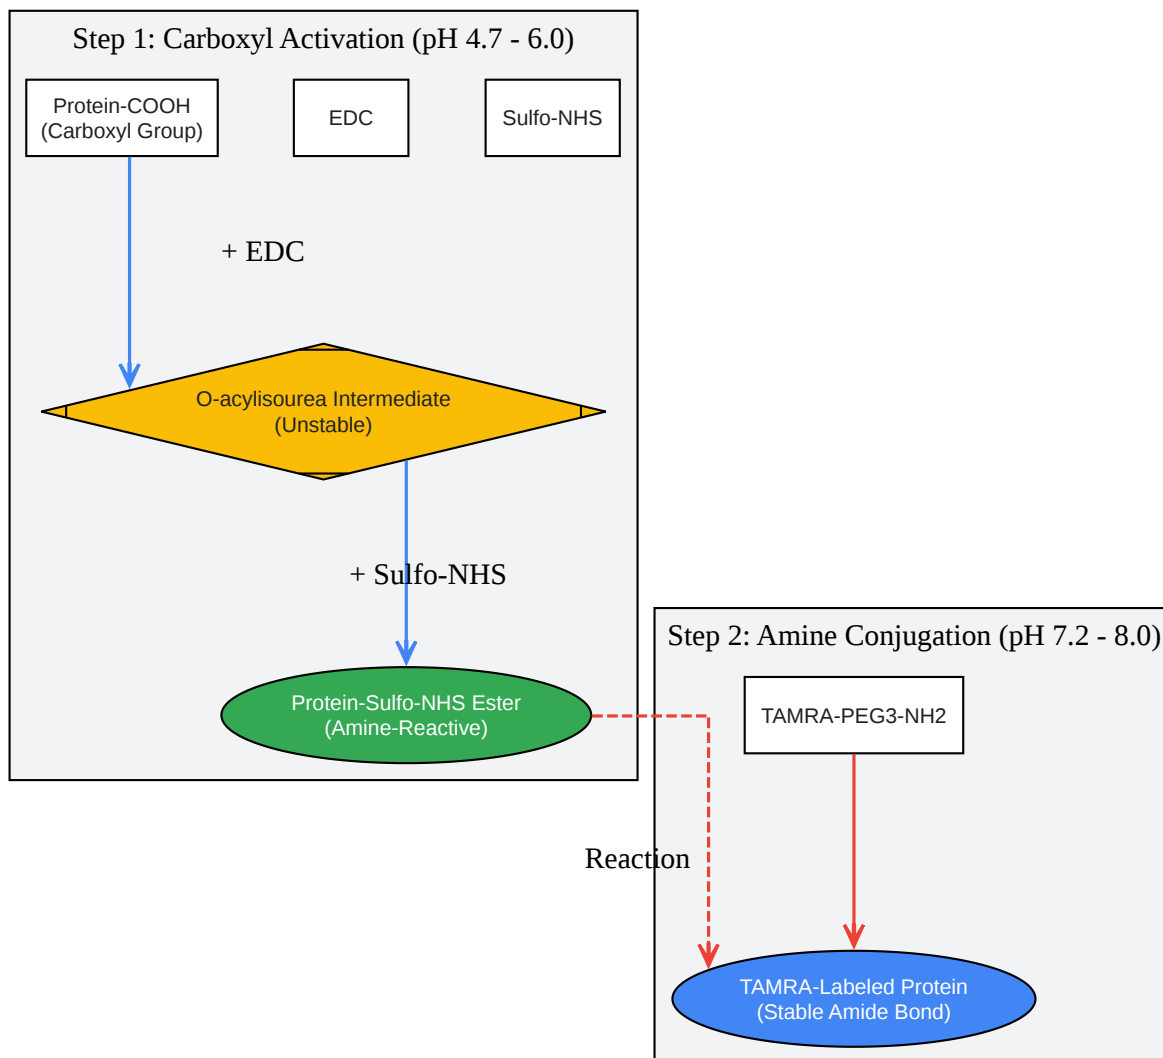 Step 1: Carboxyl Activation (pH 4.7 - 6.0)
Protein-COOH
(Carboxyl Group)
EDC
Sulfo-NHS
+ EDC
O-acylisourea Intermediate
(Unstable)
+ Sulfo-NHS
Protein-Sulfo-NHS Ester
(Amine-Reactive)
Step 2: Amine Conjugation (pH 7.2 - 8.0)
TAMRA-PEG3-NH2
Reaction
TAMRA-Labeled Protein
(Stable Amide Bond)